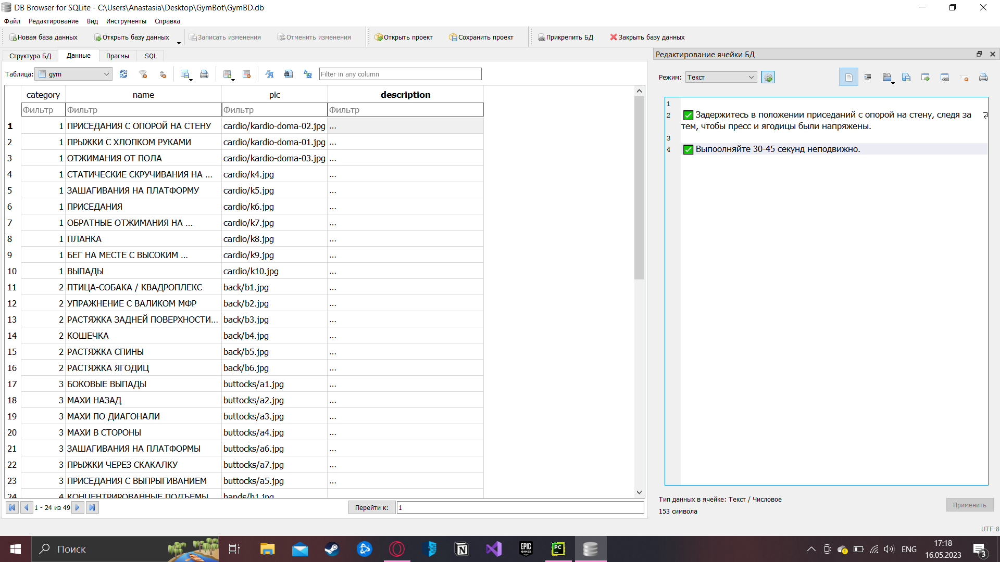 DB Browser for SQLite - C:\Users\Anastasia\Desktop\GymBot\GymBD.db
Файл Редактирование Вид Инструменты Справка
Новая база данных Открыть базу данных Записать изменения Отменить изменения Открыть проект Сохранить проект Прикрепить БД Закрыть базу данных
Структура БД Данные Прагмы SQL
Таблица: gym Filter in any column
category name pic description
Фильтр Фильтр Фильтр Фильтр
1 1 ПРИСЕДАНИЯ С ОПОРОЙ НА СТЕНУ cardio/kardio-doma-02.jpg ...
2 1 ПРЫЖКИ С ХЛОПКОМ РУКАМИ cardio/kardio-doma-01.jpg ...
3 1 ОТЖИМАНИЯ ОТ ПОЛА cardio/kardio-doma-03.jpg ...
4 1 СТАТИЧЕСКИЕ СКРУЧИВАНИЯ НА ... cardio/k4.jpg ...
5 1 ЗАШАГИВАНИЯ НА ПЛАТФОРМУ cardio/k5.jpg ...
6 1 ПРИСЕДАНИЯ cardio/k6.jpg ...
7 1 ОБРАТНЫЕ ОТЖИМАНИЯ НА ... cardio/k7.jpg ...
8 1 ПЛАНКА cardio/k8.jpg ...
9 1 БЕГ НА МЕСТЕ С ВЫСОКИМ ... cardio/k9.jpg ...
10 1 ВЫПАДЫ cardio/k10.jpg ...
11 2 ПТИЦА-СОБАКА / КВАДРОПЛЕКС back/b1.jpg ...
12 2 УПРАЖНЕНИЕ С ВАЛИКОМ МФР back/b2.jpg ...
13 2 РАСТЯЖКА ЗАДНЕЙ ПОВЕРХНОСТИ... back/b3.jpg ...
14 2 КОШЕЧКА back/b4.jpg ...
15 2 РАСТЯЖКА СПИНЫ back/b5.jpg ...
16 2 РАСТЯЖКА ЯГОДИЦ back/b6.jpg ...
17 3 БОКОВЫЕ ВЫПАДЫ buttocks/a1.jpg ...
18 3 МАХИ НАЗАД buttocks/a2.jpg ...
19 3 МАХИ ПО ДИАГОНАЛИ buttocks/a3.jpg ...
20 3 МАХИ В СТОРОНЫ buttocks/a4.jpg ...
21 3 ЗАШАГИВАНИЯ НА ПЛАТФОРМЫ buttocks/a6.jpg ...
22 3 ПРЫЖКИ ЧЕРЕЗ СКАКАЛКУ buttocks/a7.jpg ...
23 3 ПРИСЕДАНИЯ С ВЫПРЫГИВАНИЕМ buttocks/a5.jpg ...
24 4 КОНЦЕНТРИРОВАННЫЕ ПОДЪЕМЫ hands/h1.jpg
1 - 24 из 49 Перейти к: 1
Редактирование ячейки БД
Режим: Текст
1
2 ✅ Задержитесь в положении приседаний с опорой на стену, следя за
тем, чтобы пресс и ягодицы были напряжены.
3
4 ✅ Выпоолняйте 30-45 секунд неподвижно.
Тип данных в ячейке: Текст / Числовое
153 символа
Применить
UTF-8
Поиск
EPIC GAMES
PC
ENG
17:18
16.05.2023
3